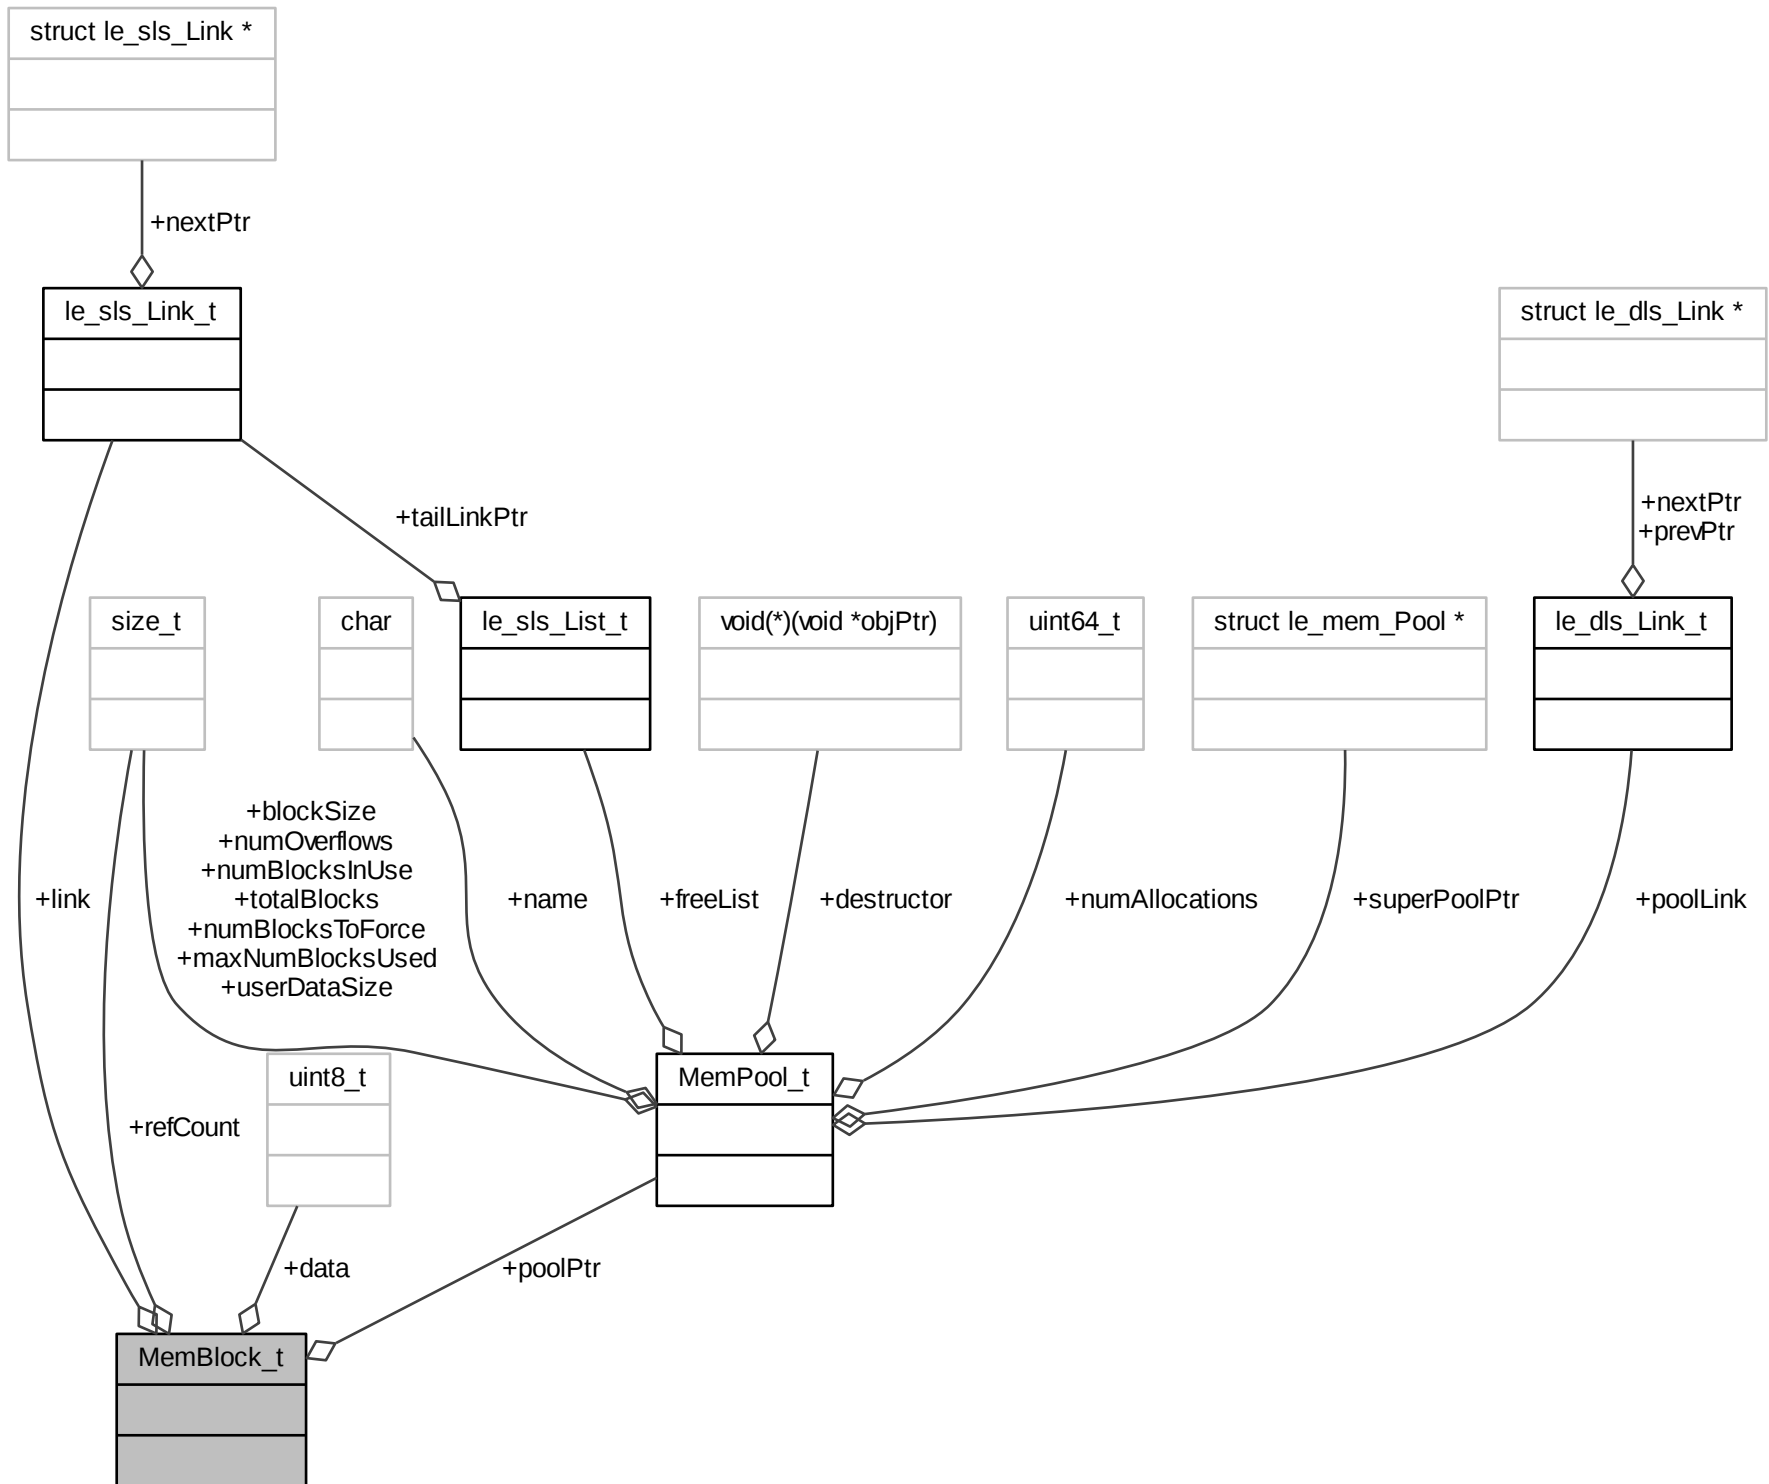 struct le_sls_Link *
+nextPtr
le_sls_Link_t
struct le_dls_Link *
+tailLinkPtr
+nextPtr
+prevPtr
size_t
char
le_sls_List_t
void(*)(void *objPtr)
uint64_t
struct le_mem_Pool *
le_dls_Link_t
+link
+blockSize
+numOverflows
+numBlocksInUse
+totalBlocks
+numBlocksToForce
+maxNumBlocksUsed
+userDataSize
+name
+freeList
+destructor
+numAllocations
+superPoolPtr
+poolLink
uint8_t
MemPool_t
+refCount
+data
+poolPtr
MemBlock_t